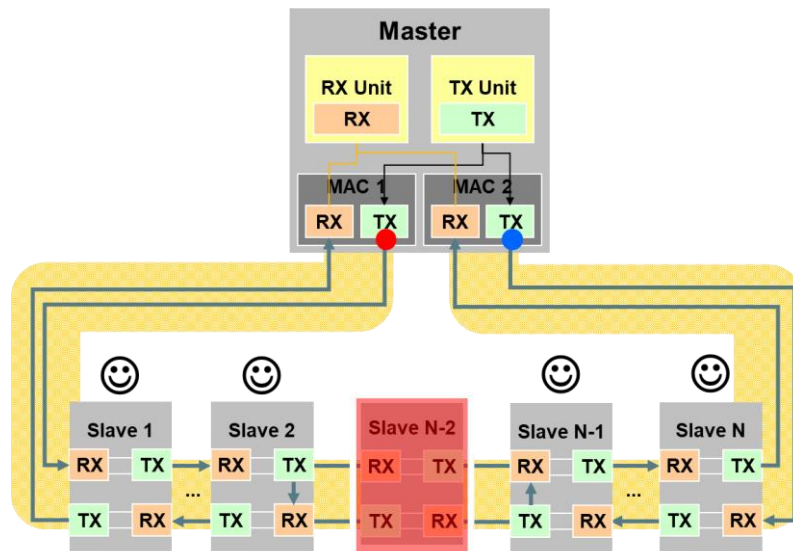 Master
RX Unit TX Unit
RX TX
MAC 1 MAC 2
RX TX RX TX
Slave 1 Slave 2 Slave N-2 Slave N-1 Slave N
RX TX RX TX RX TX RX TX RX TX
... ...
TX RX TX RX TX RX TX RX TX RX